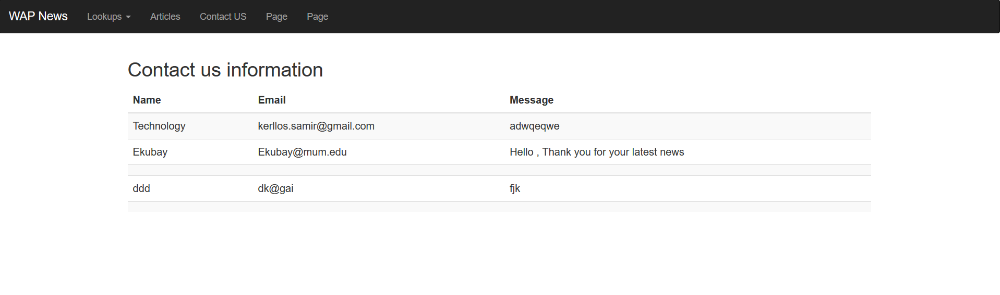 WAP News Lookups Articles Contact US Page Page
Contact us information
Name Email Message
Technology kerllos.samir@gmail.com adwqeqwe
Ekubay Ekubay@mum.edu Hello , Thank you for your latest news
ddd dk@gai fjk